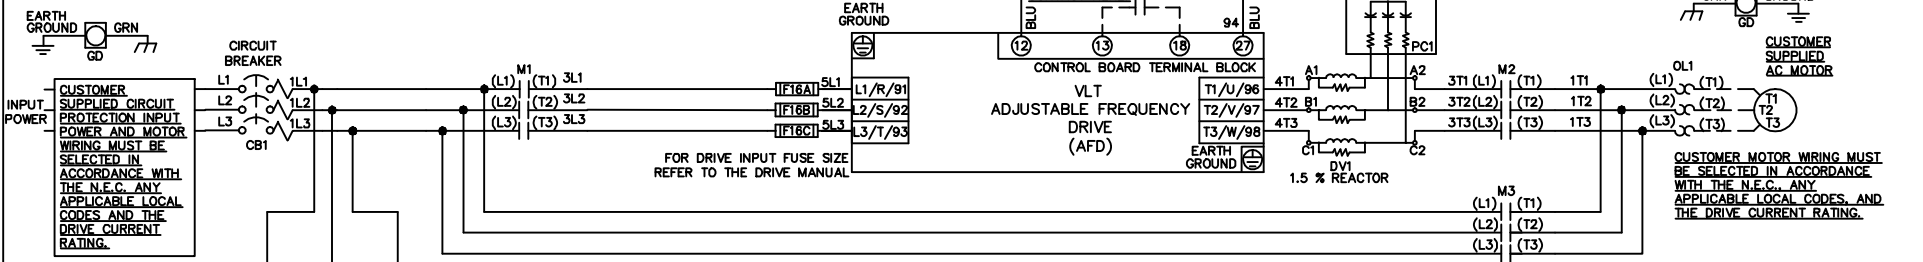 EARTH
GROUND
GRN
GD
CIRCUIT
BREAKER
L1
L2
L3
1L1
1L2
1L3
CB1
INPUT
POWER
CUSTOMER
SUPPLIED CIRCUIT
PROTECTION INPUT
POWER AND MOTOR
WIRING MUST BE
SELECTED IN
ACCORDANCE WITH
THE N.E.C. ANY
APPLICABLE LOCAL
CODES AND THE
DRIVE CURRENT
RATING.
M1
(L1) (T1) 3L1
(L2) (T2) 3L2
(L3) (T3) 3L3
IF16A 5L1
IF16B 5L2
IF16C 5L3
FOR DRIVE INPUT FUSE SIZE
REFER TO THE DRIVE MANUAL
EARTH
GROUND
BLU
94
BLU
12
13
18
27
CONTROL BOARD TERMINAL BLOCK
L1/R/91
L2/S/92
L3/T/93
VLT
ADJUSTABLE FREQUENCY
DRIVE
(AFD)
T1/U/96
T2/V/97
T3/W/98
EARTH
GROUND
4T1
4T2
4T3
A1
B1
C1
A2
B2
C2
PC1
DV1
1.5 % REACTOR
M2
3T1 (L1) (T1) 1T1
3T2 (L2) (T2) 1T2
3T3 (L3) (T3) 1T3
M3
(L1) (T1)
(L2) (T2)
(L3) (T3)
GD
CUSTOMER
SUPPLIED
AC MOTOR
OL1
(L1) (T1)
(L2) (T2)
(L3) (T3)
T1
T2
T3
CUSTOMER MOTOR WIRING MUST
BE SELECTED IN ACCORDANCE
WITH THE N.E.C., ANY
APPLICABLE LOCAL CODES, AND
THE DRIVE CURRENT RATING.